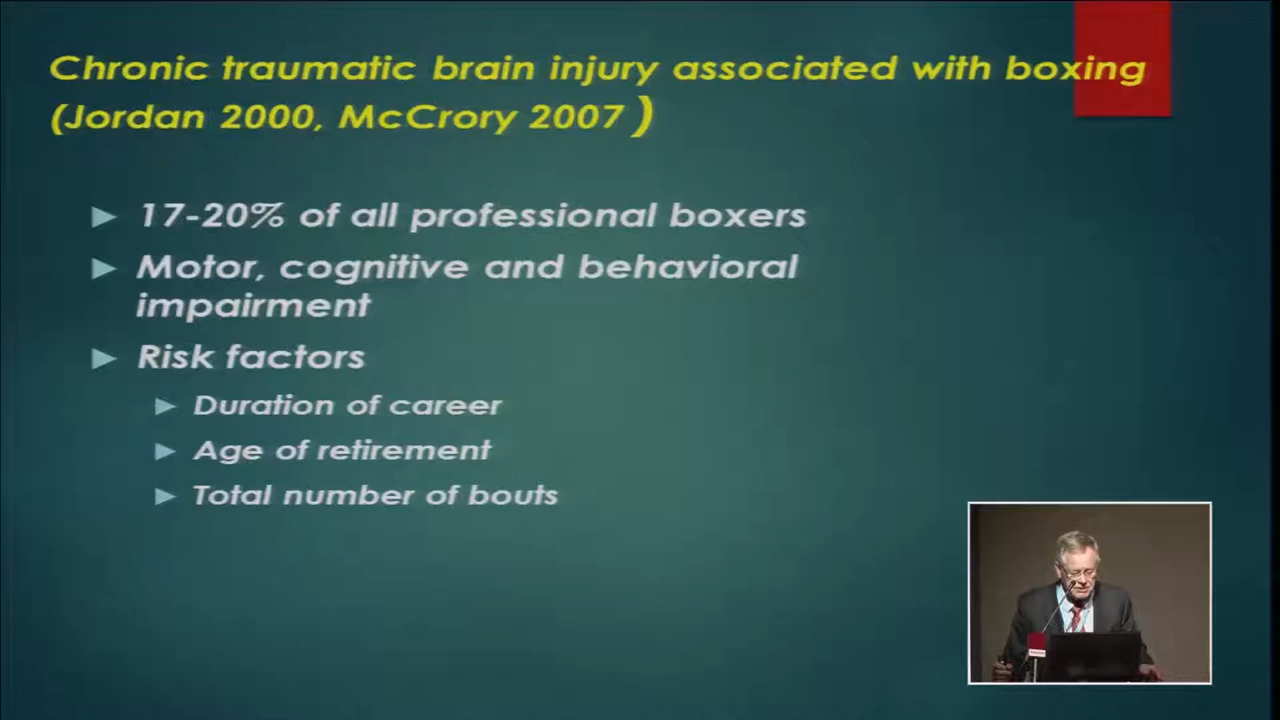 Chronic traumatic brain injury associated with boxing
(Jordan 2000, McCrory 2007 )
17-20% of all professional boxers
Motor, cognitive and behavioral
impairment
Risk factors
Duration of career
Age of retirement
Total number of bouts